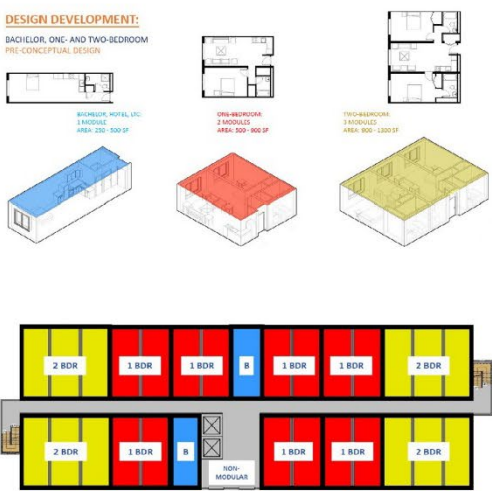 DESIGN DEVELOPMENT:
BACHELOR, ONE- AND TWO-BEDROOM
PRE-CONCEPTUAL DESIGN
BACHELOR, HOTEL, LTC:
1 MODULE
AREA: 250 - 500 SF
ONE-BEDROOM:
2 MODULES
AREA: 500 - 900 SF
TWO-BEDROOM:
3 MODULES
AREA: 800 - 1300 SF
2 BDR
1 BDR
1 BDR
B
1 BDR
1 BDR
2 BDR
2 BDR
1 BDR
B
NON-
MODULAR
1 BDR
1 BDR
2 BDR